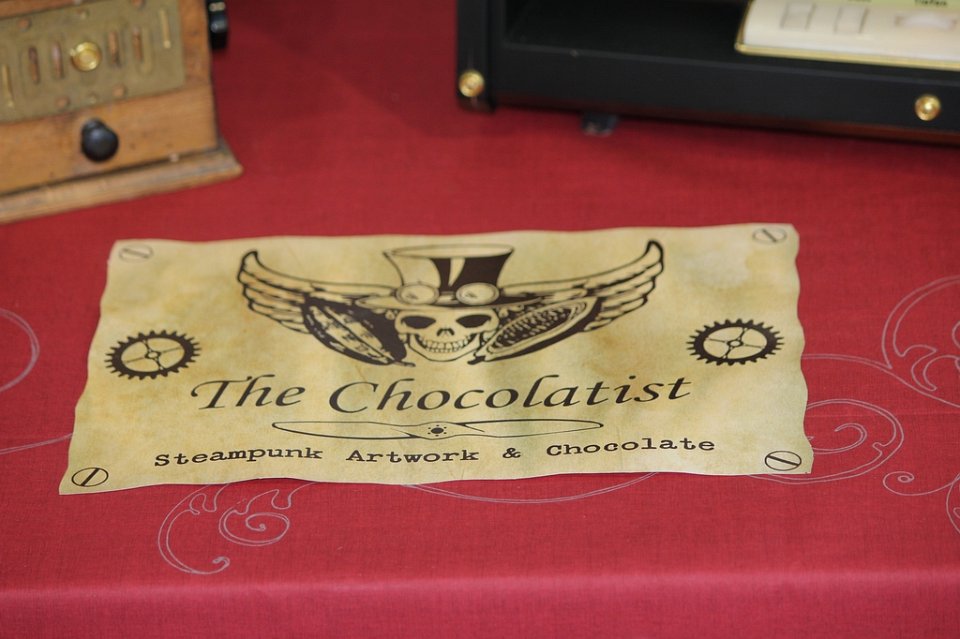 The Chocolatist
Steampunk Artwork & Chocolate